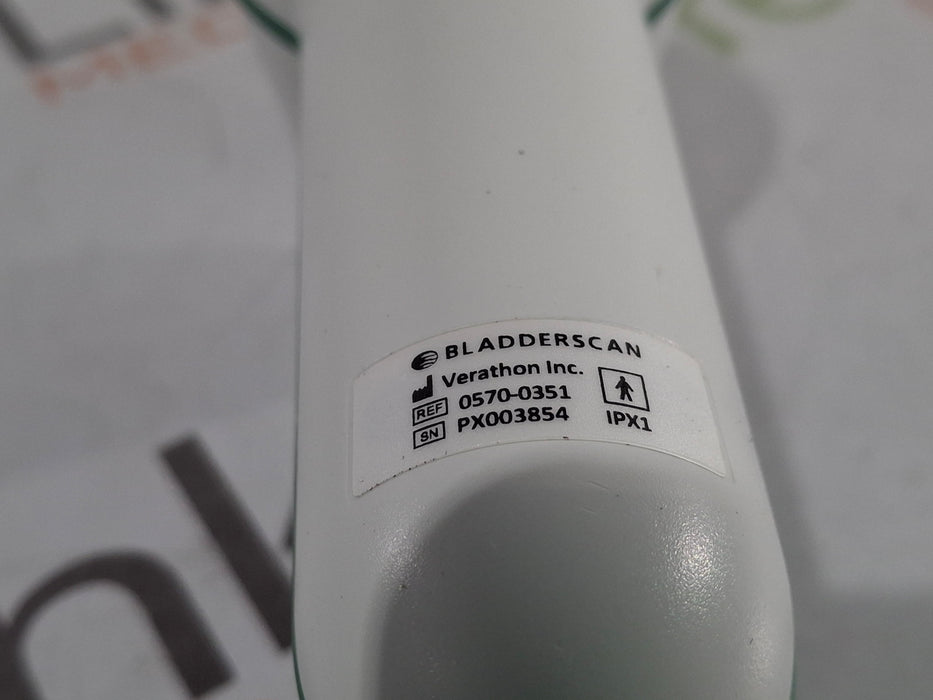 BLADDERSCAN
Verathon Inc.
REF 0570-0351
SN PX003854
IPX1